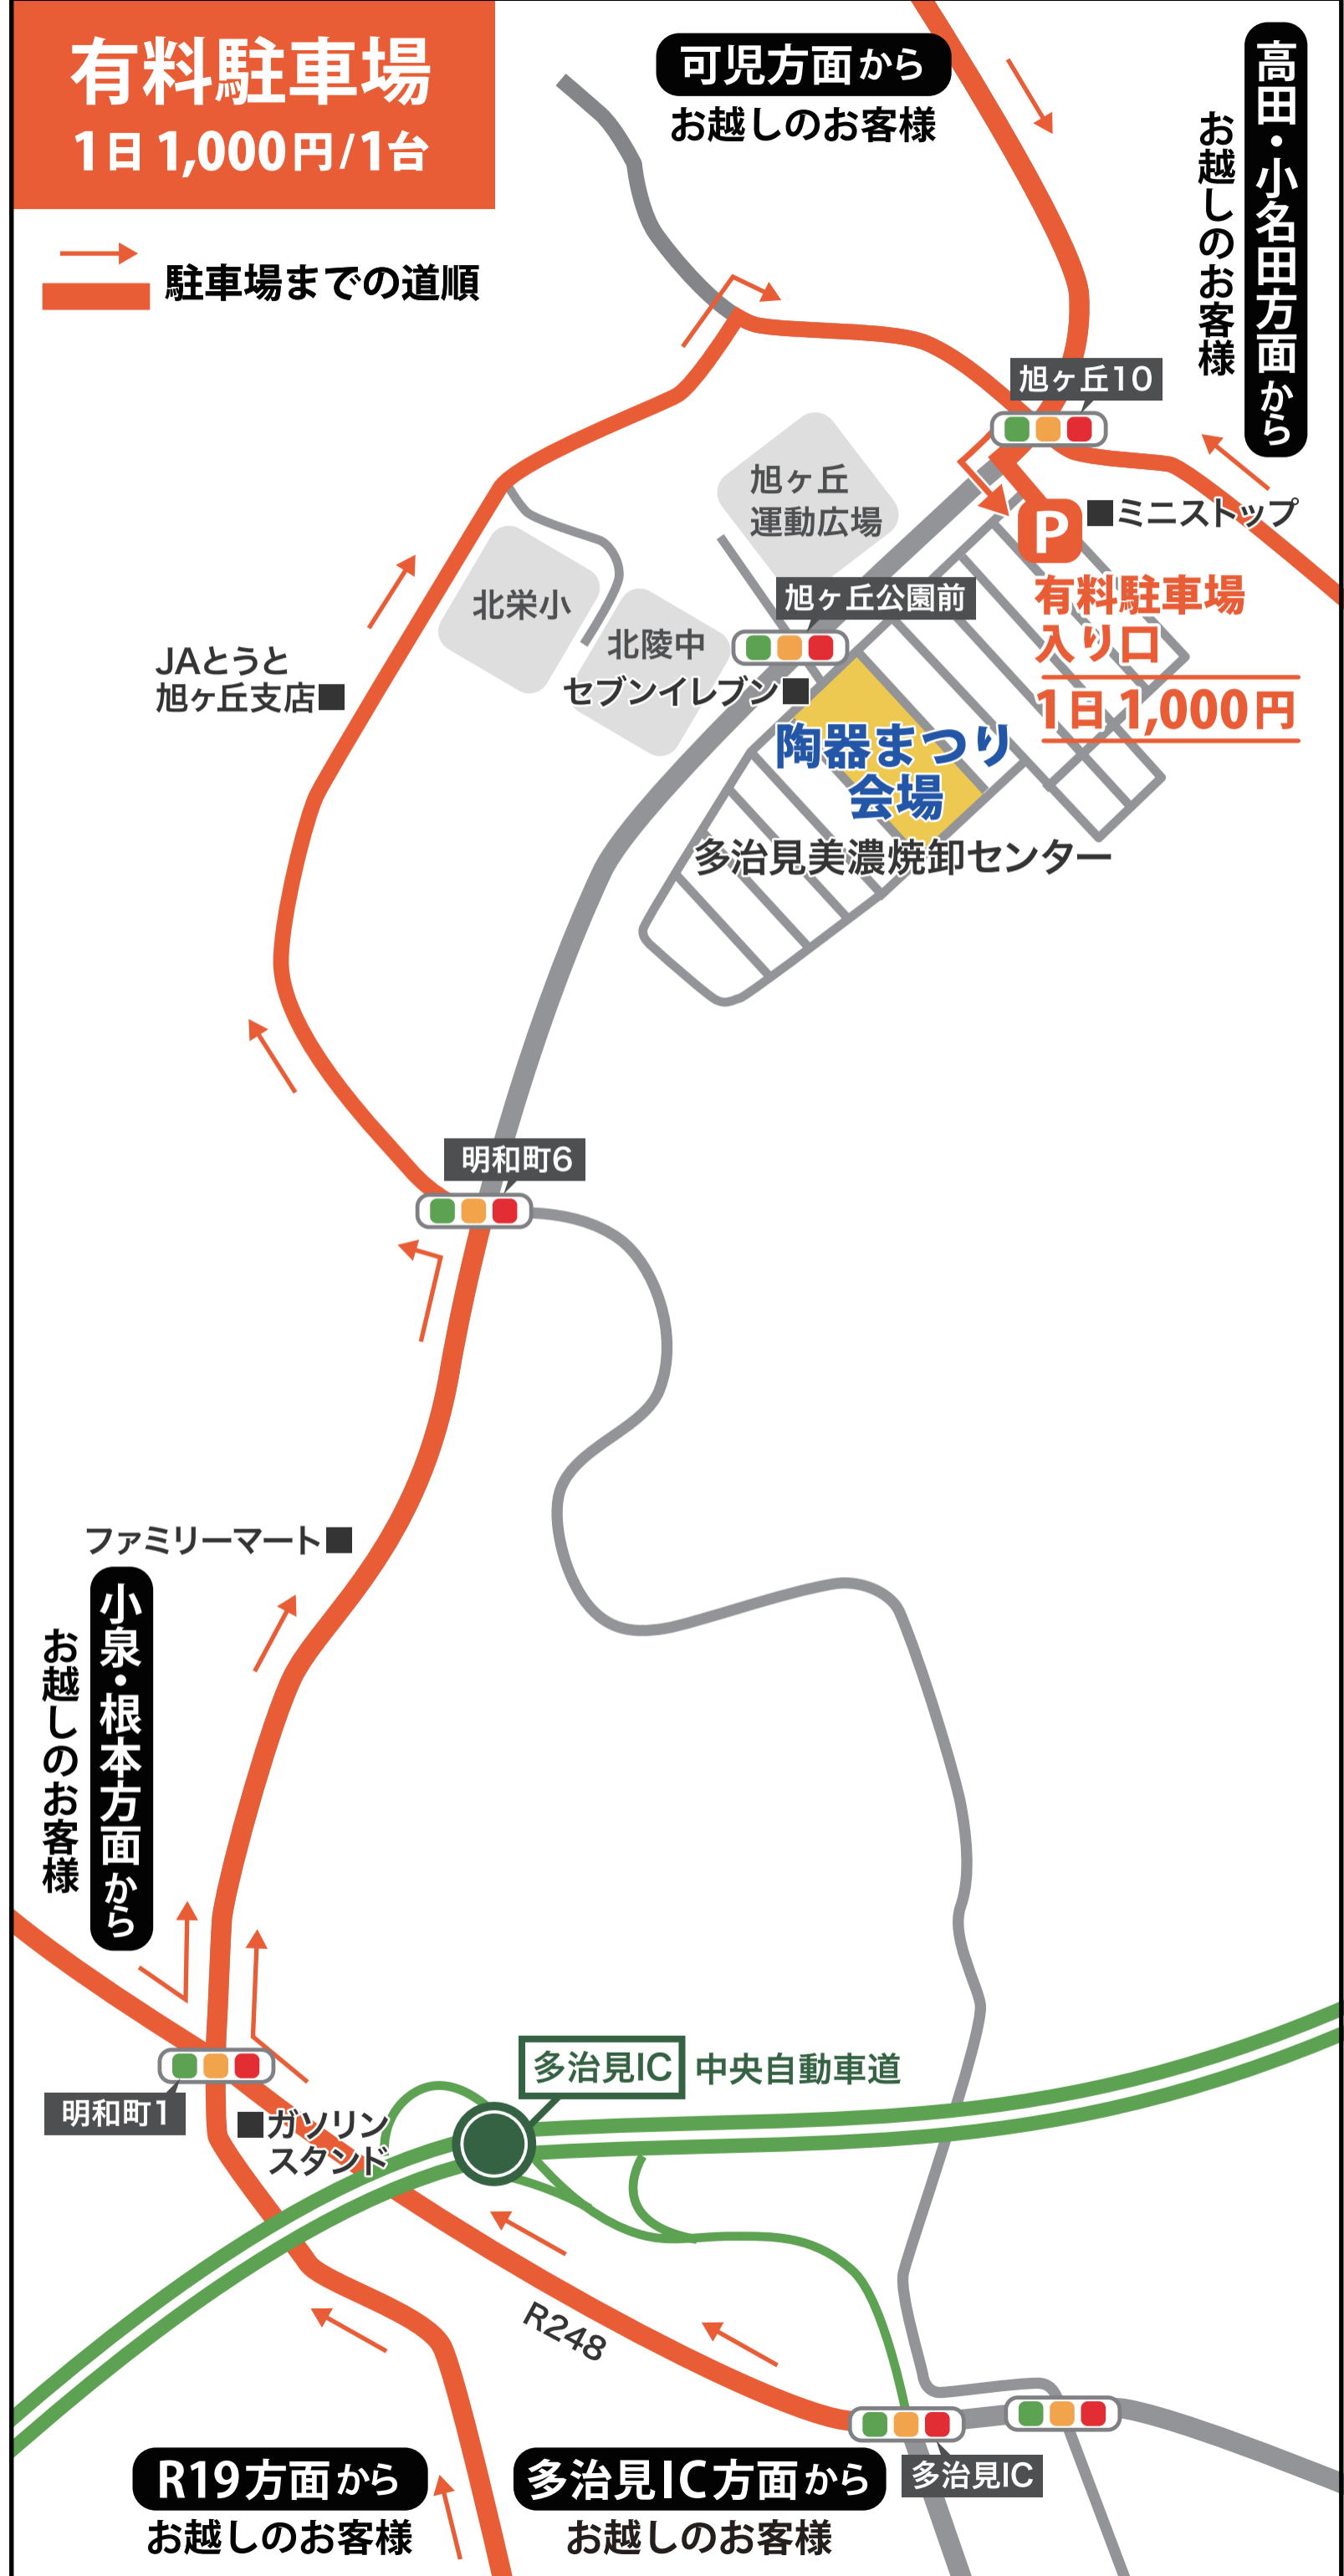 有料駐車場
1日 1,000円/1台
駐車場までの道順
可児方面から
お越しのお客様
高田・小名田方面から
お越しのお客様
旭ヶ丘10
旭ヶ丘
運動広場
P
■ミニストップ
有料駐車場
入り口
1日 1,000円
北栄小
旭ヶ丘公園前
北陵中
セブンイレブン■
JAとうと
旭ヶ丘支店■
陶器まつり
会場
多治見美濃焼卸センター
明和町6
ファミリーマート■
小泉・根本方面から
お越しのお客様
多治見IC
中央自動車道
明和町1
■ガソリン
スタンド
R248
R19方面から
お越しのお客様
多治見IC方面から
お越しのお客様
多治見IC